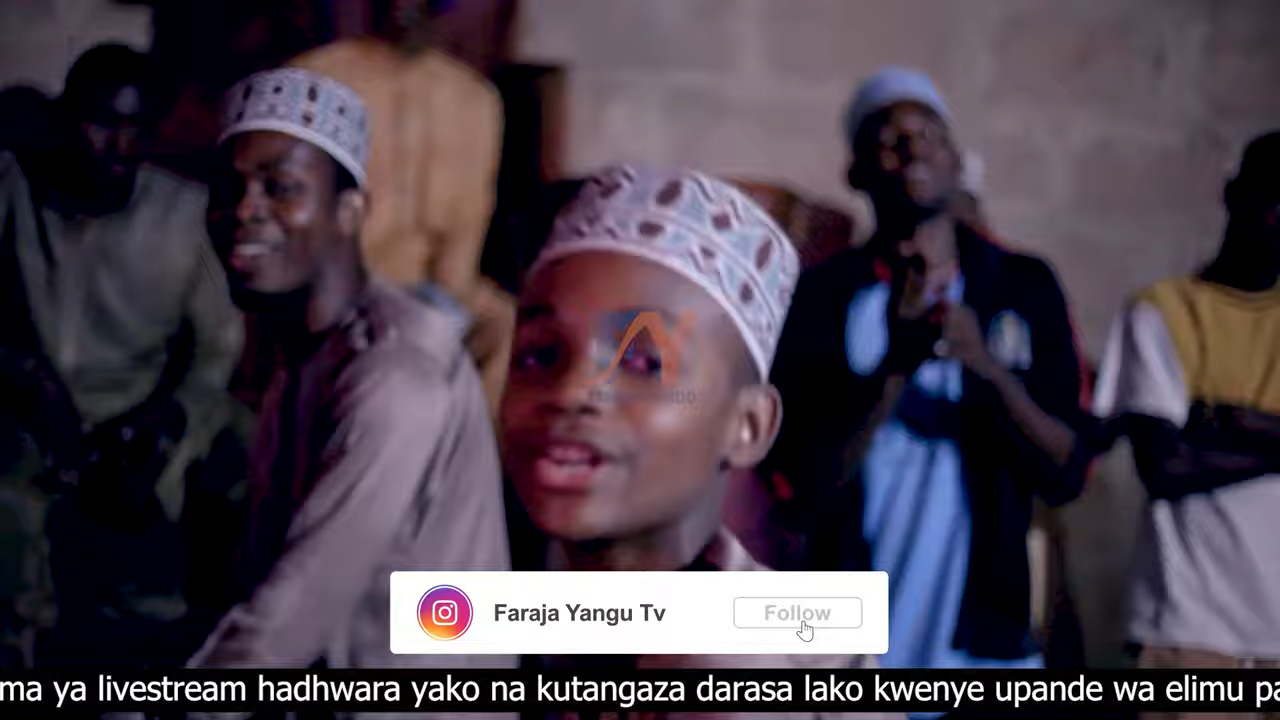 Faraja Yangu Tv
Follow
ma ya livestream hadhwara yako na kutangaza darasa lako kwenye upande wa elimu pa